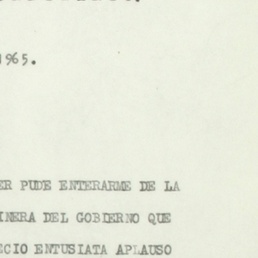 1965.
ER PUDE ENTERARME DE LA
INERA DEL GOBIERNO QUE
ECIO ENTUSIATA APLAUSO